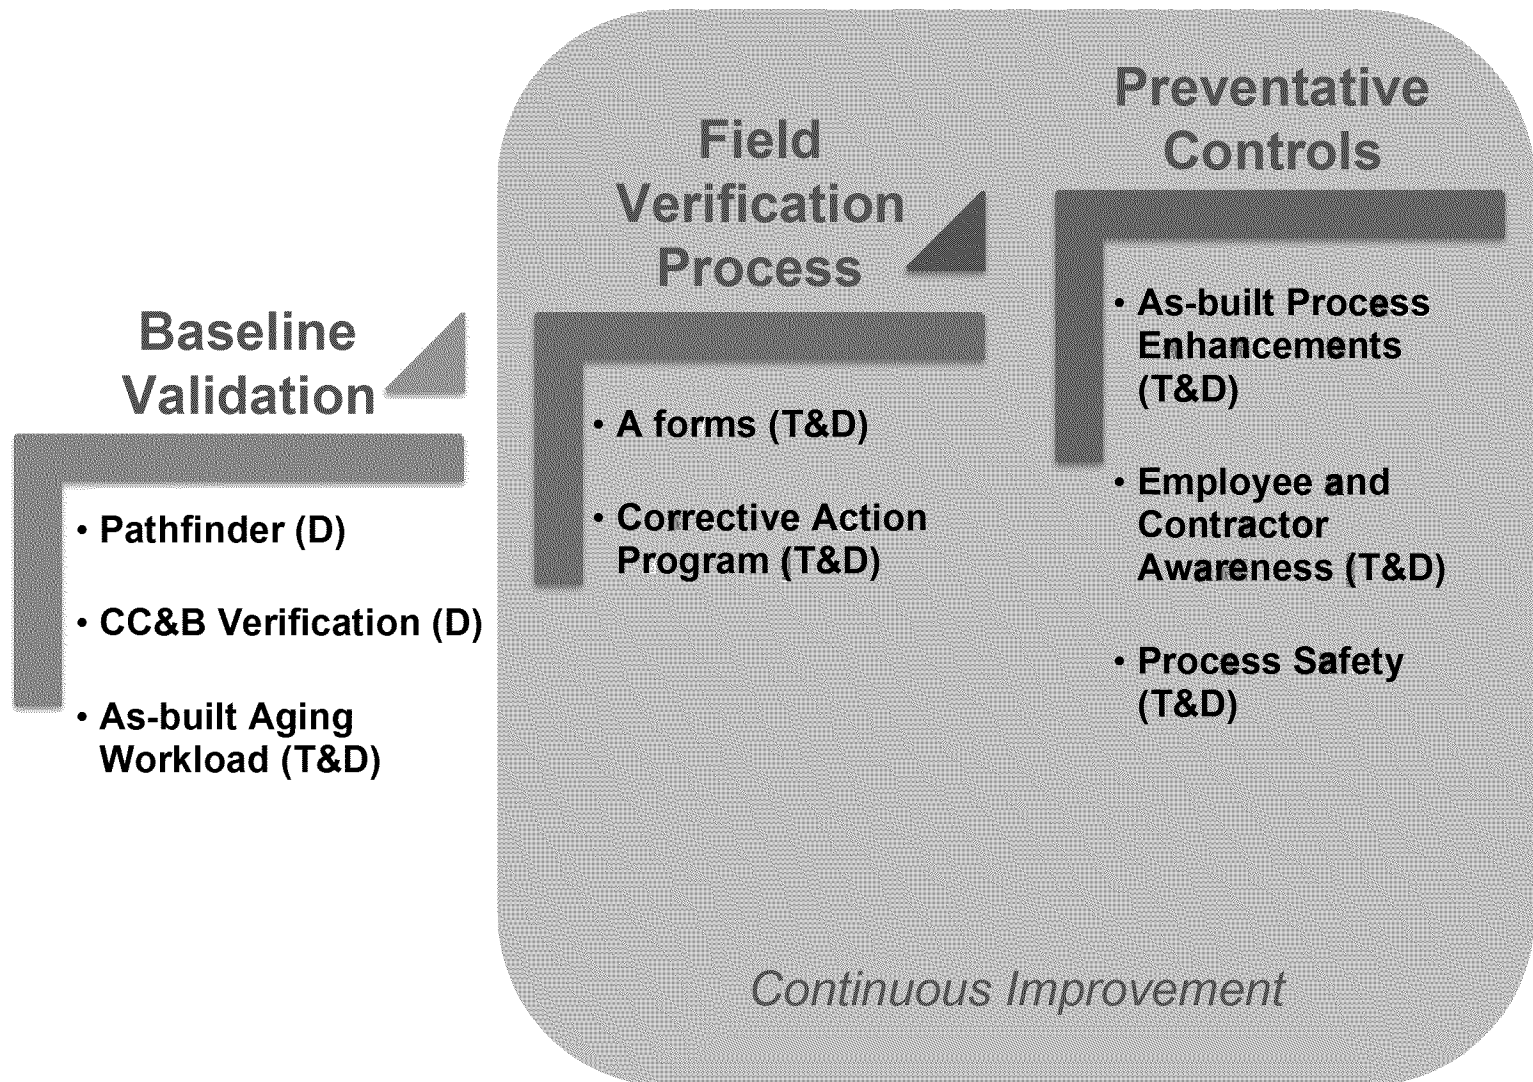 Baseline
Validation
• Pathfinder (D)
• CC&B Verification (D)
• As-built Aging
Workload (T&D)
Field
Verification
Process
• A forms (T&D)
• Corrective Action
Program (T&D)
Preventative
Controls
• As-built Process
Enhancements
(T&D)
• Employee and
Contractor
Awareness (T&D)
• Process Safety
(T&D)
Continuous Improvement